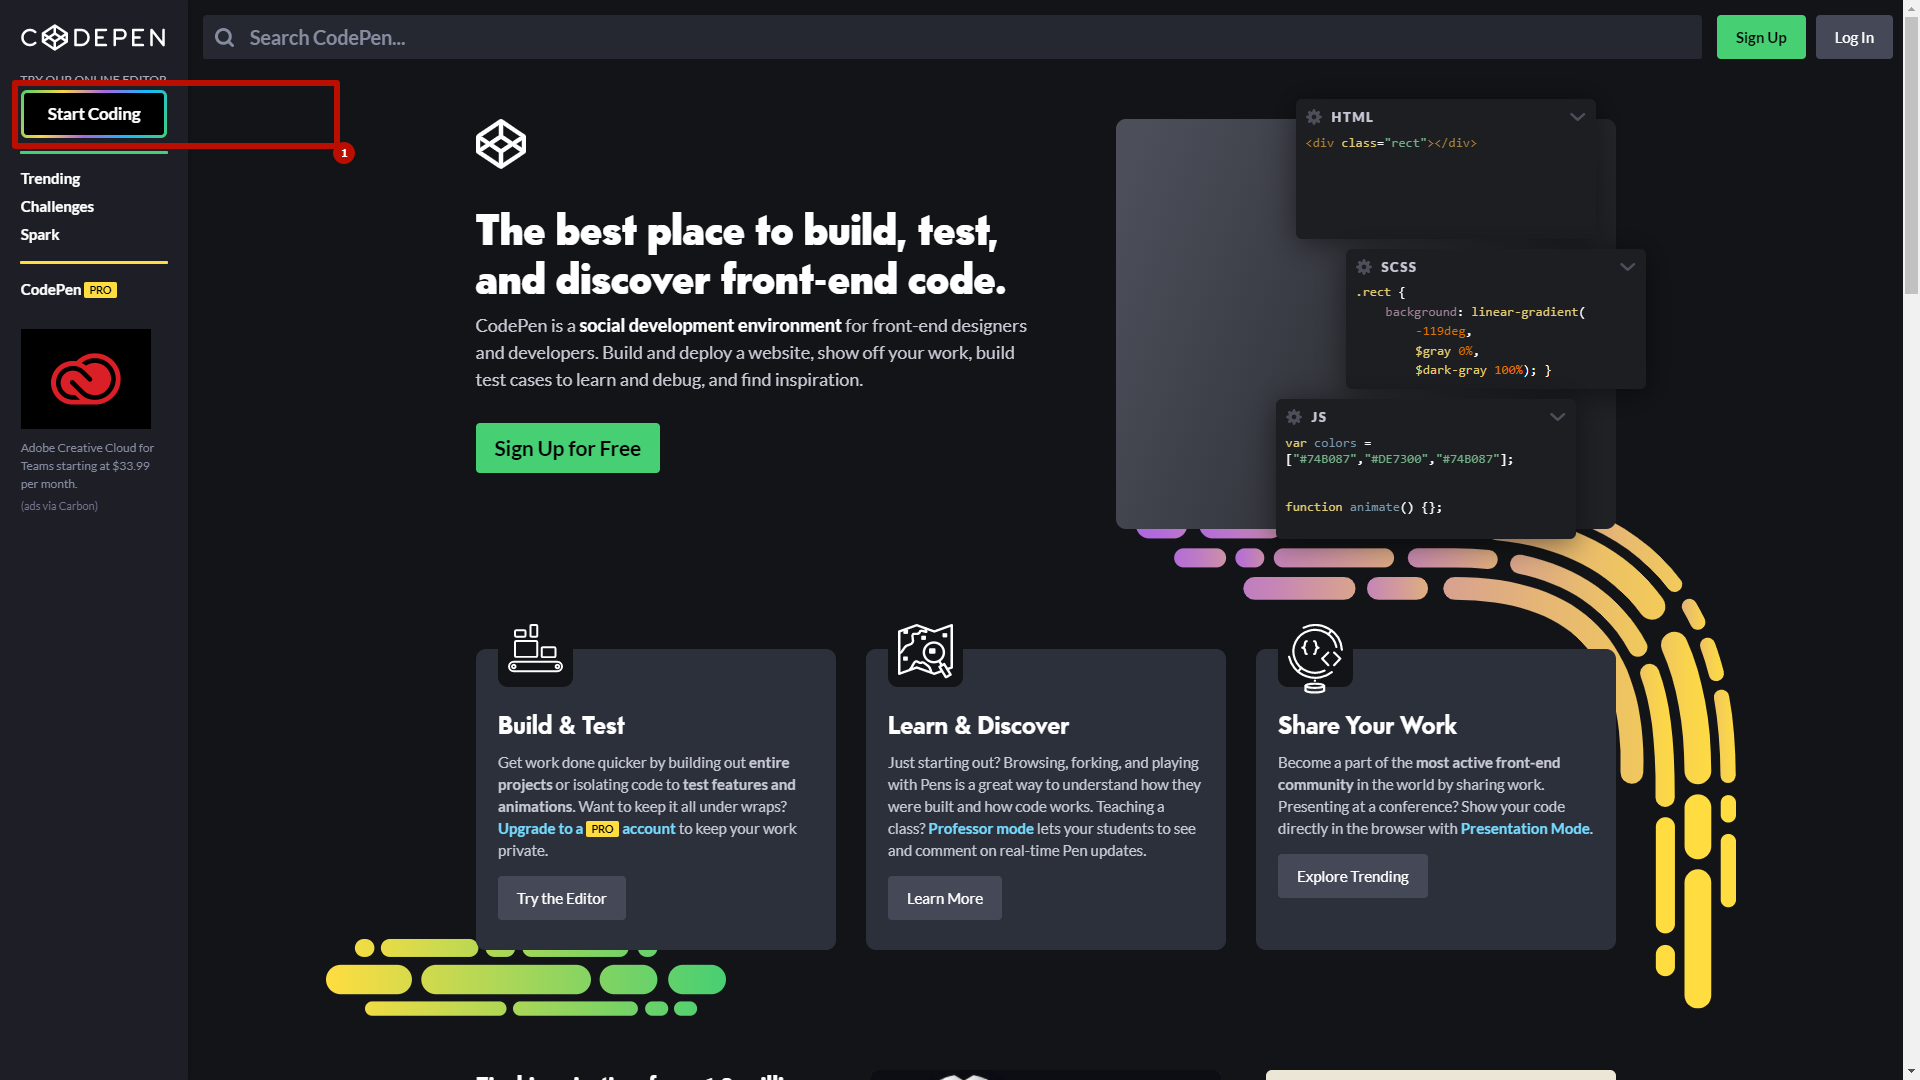 CODEPEN
Search CodePen...
Sign Up
Log In
TRY OUR ONLINE EDITOR
Start Coding
1
Trending
Challenges
Spark
CodePen PRO
Adobe Creative Cloud for
Teams starting at $33.99
per month.
(ads via Carbon)
The best place to build, test,
and discover front-end code.
CodePen is a social development environment for front-end designers
and developers. Build and deploy a website, show off your work, build
test cases to learn and debug, and find inspiration.
Sign Up for Free
HTML
<div class="rect"></div>
SCSS
.rect {
background: linear-gradient(
-119deg,
$gray 0%,
$dark-gray 100%); }
JS
var colors =
["#74B087","#DE7300","#74B087"];
function animate() {};
Build & Test
Get work done quicker by building out entire
projects or isolating code to test features and
animations. Want to keep it all under wraps?
Upgrade to a PRO account to keep your work
private.
Try the Editor
Learn & Discover
Just starting out? Browsing, forking, and playing
with Pens is a great way to understand how they
were built and how code works. Teaching a
class? Professor mode lets your students to see
and comment on real-time Pen updates.
Learn More
Share Your Work
Become a part of the most active front-end
community in the world by sharing work.
Presenting at a conference? Show your code
directly in the browser with Presentation Mode.
Explore Trending